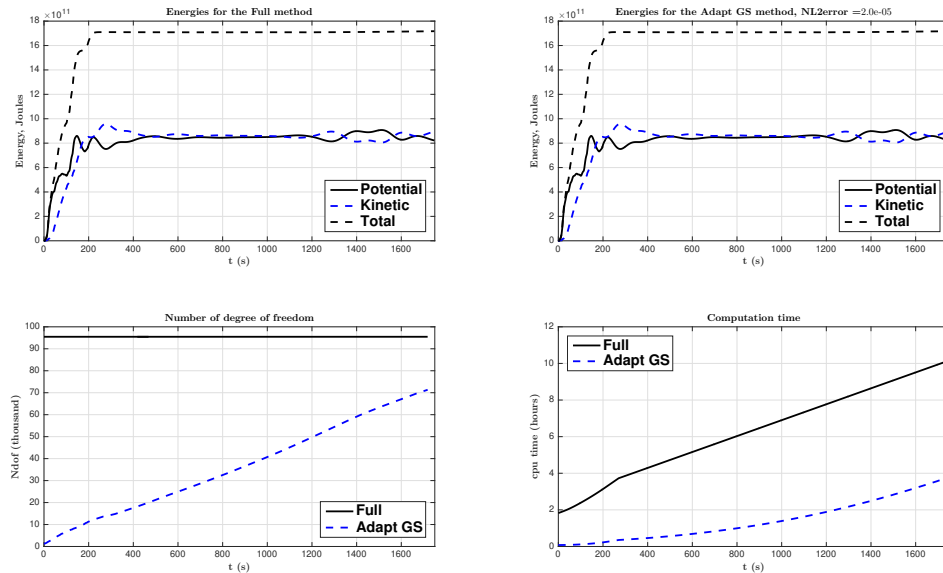 Energies for the Full method
×10¹¹
18
16
14
12
10
8
6
4
2
0
Energy, Joules
0 200 400 600 800 1000 1200 1400 1600
t (s)
Potential
Kinetic
Total
Energies for the Adapt GS method, NL2error =2.0e-05
×10¹¹
18
16
14
12
10
8
6
4
2
0
Energy, Joules
0 200 400 600 800 1000 1200 1400 1600
t (s)
Potential
Kinetic
Total
Number of degree of freedom
100
90
80
70
60
50
40
30
20
10
0
Ndof (thousand)
0 200 400 600 800 1000 1200 1400 1600
t (s)
Full
Adapt GS
Computation time
12
10
8
6
4
2
0
cpu time (hours)
0 200 400 600 800 1000 1200 1400 1600
t (s)
Full
Adapt GS